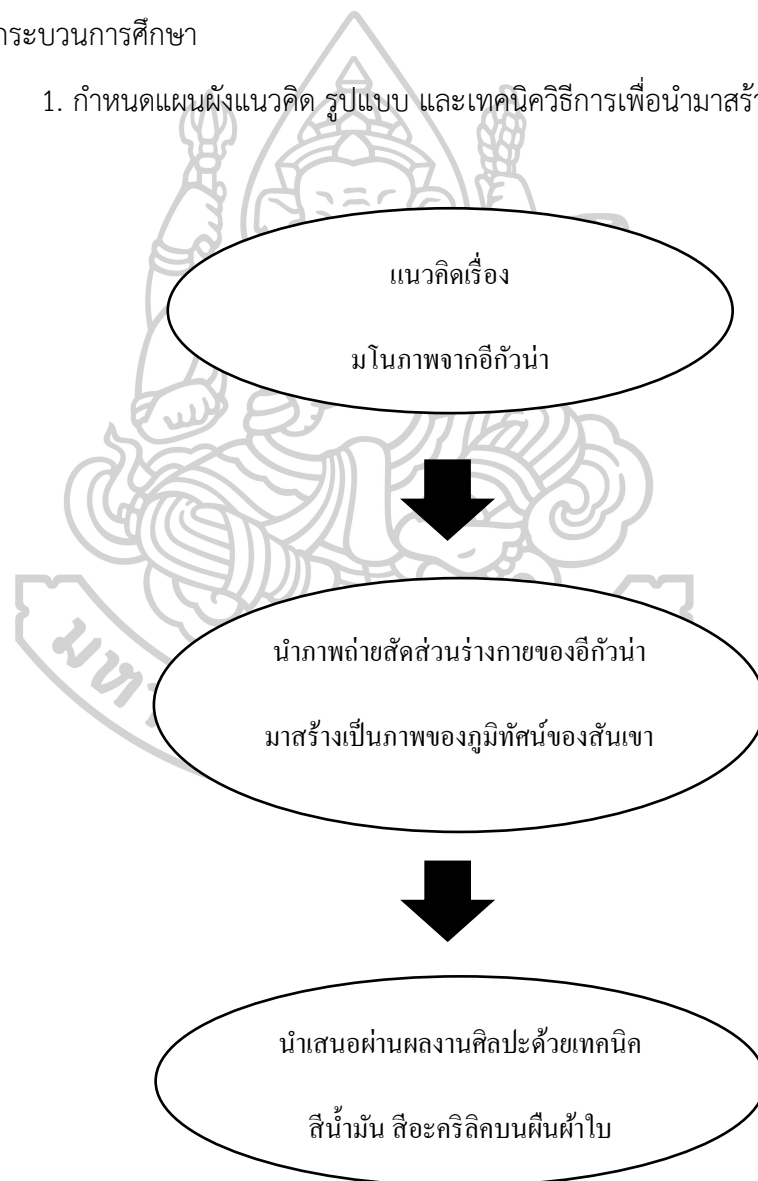 กระบวนการศึกษา
1. กำหนดแผนผังแนวคิด รูปแบบ และเทคนิควิธีการเพื่อนำมาสร้า
แนวคิดเรื่อง
มโนภาพจากอีกัวน่า
นำภาพถ่ายสัดส่วนร่างกายของอีกัวน่า
มาสร้างเป็นภาพของภูมิทัศน์ของสันเขา
มหา
นำเสนอผ่านผลงานศิลปะด้วยเทคนิค
สีน้ำมัน สีอะคริลิคบนผืนผ้าใบ